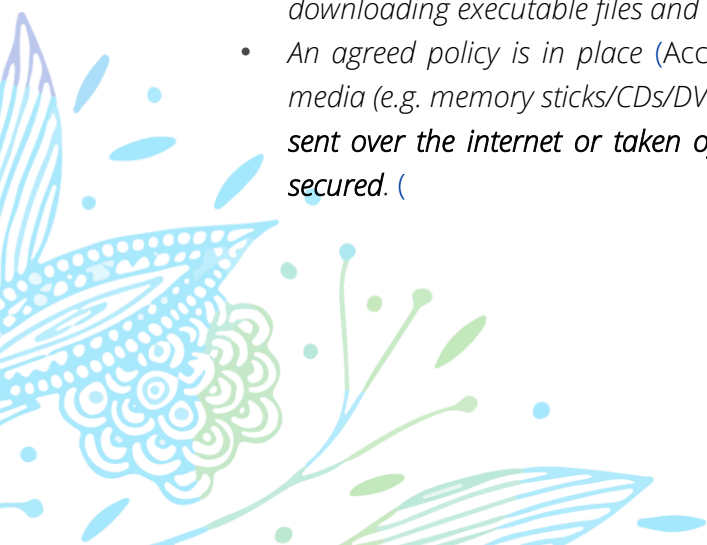 downloading executable files and
• An agreed policy is in place (Acc
media (e.g. memory sticks/CDs/DV
sent over the internet or taken o
secured. (